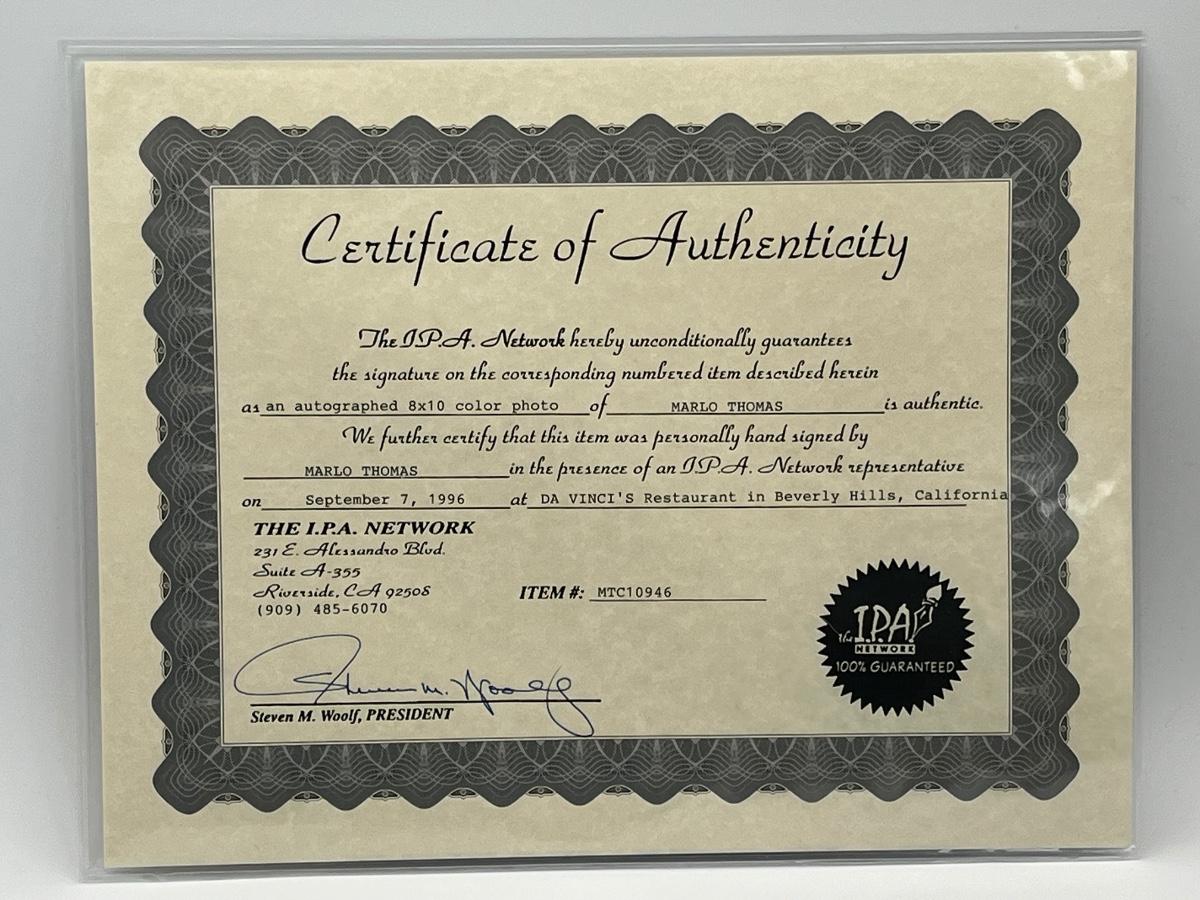 Certificate of Authenticity
The I.P.A. Network hereby unconditionally guarantees
the signature on the corresponding numbered item described herein
as an autographed 8x10 color photo of MARLO THOMAS is authentic.
We further certify that this item was personally hand signed by
MARLO THOMAS in the presence of an I.P.A. Network representative
on September 7, 1996 at DA VINCI'S Restaurant in Beverly Hills, California
THE I.P.A. NETWORK
231 E. Alessandro Blvd.
Suite A-355
Riverside, CA 92508
(909) 485-6070
ITEM #: MTC10946
the I.P.A.
NETWORK
100% GUARANTEED
Steven M. Woolf
Steven M. Woolf, PRESIDENT